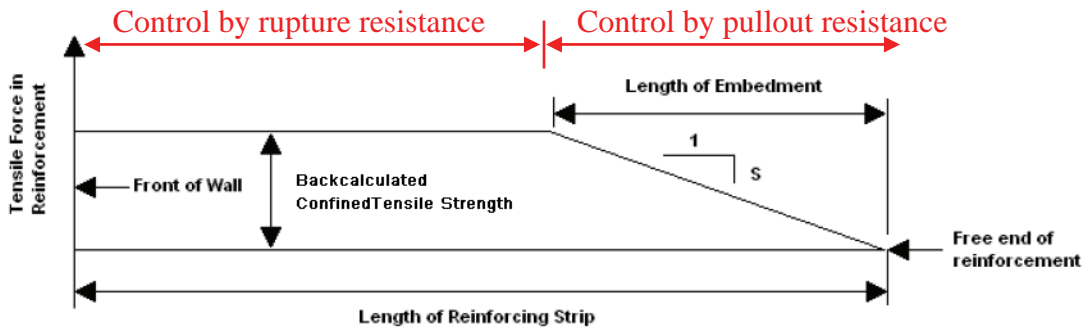 Control by rupture resistance
Control by pullout resistance
Length of Embedment
1
S
Tensile Force in
Reinforcement
Front of Wall
Backcalculated
ConfinedTensile Strength
Free end of
reinforcement
Length of Reinforcing Strip